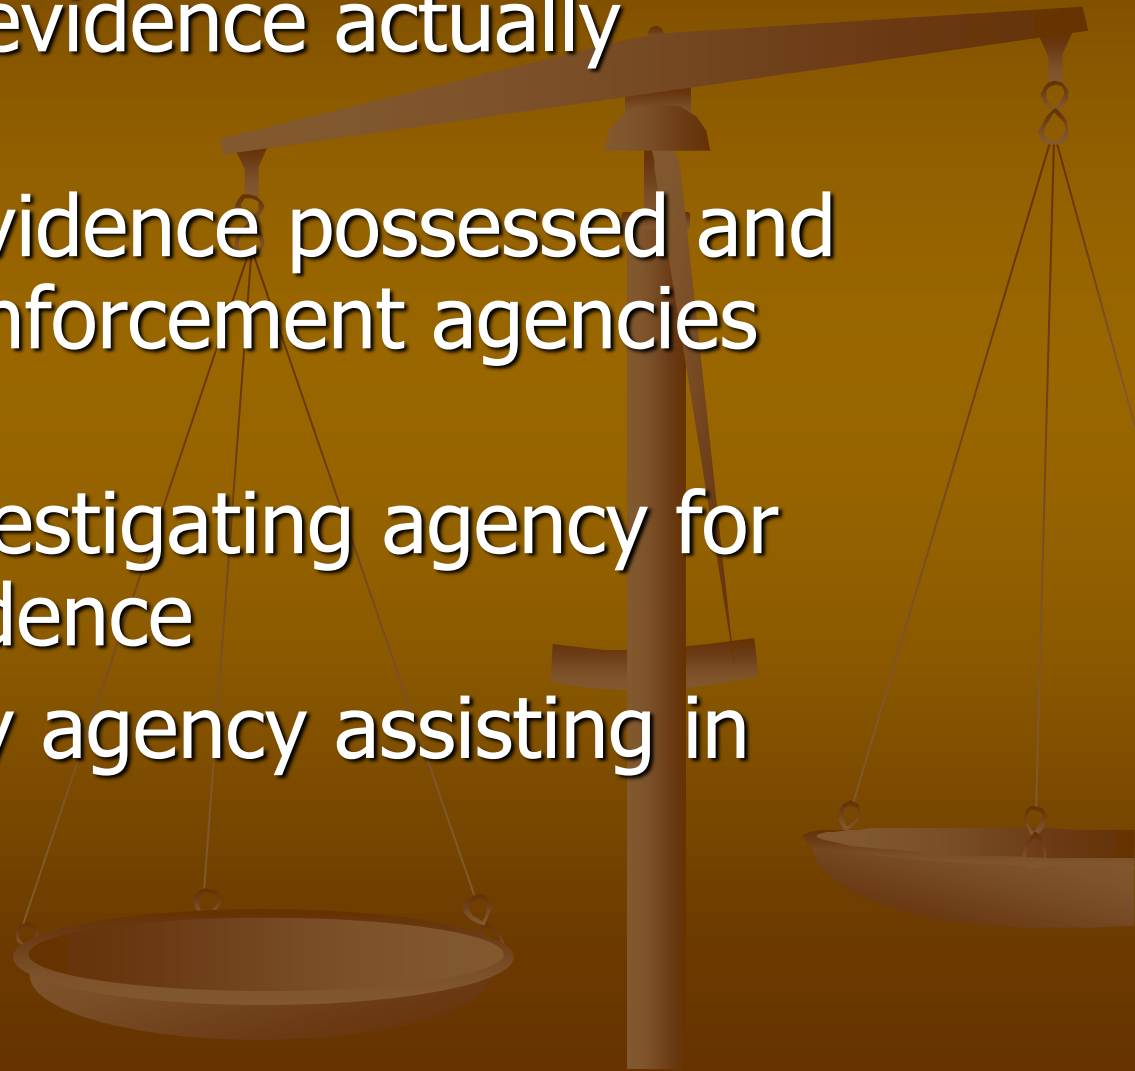 evidence actually
vidence possessed and
nforcement agencies
estigating agency for
dence
y agency assisting in